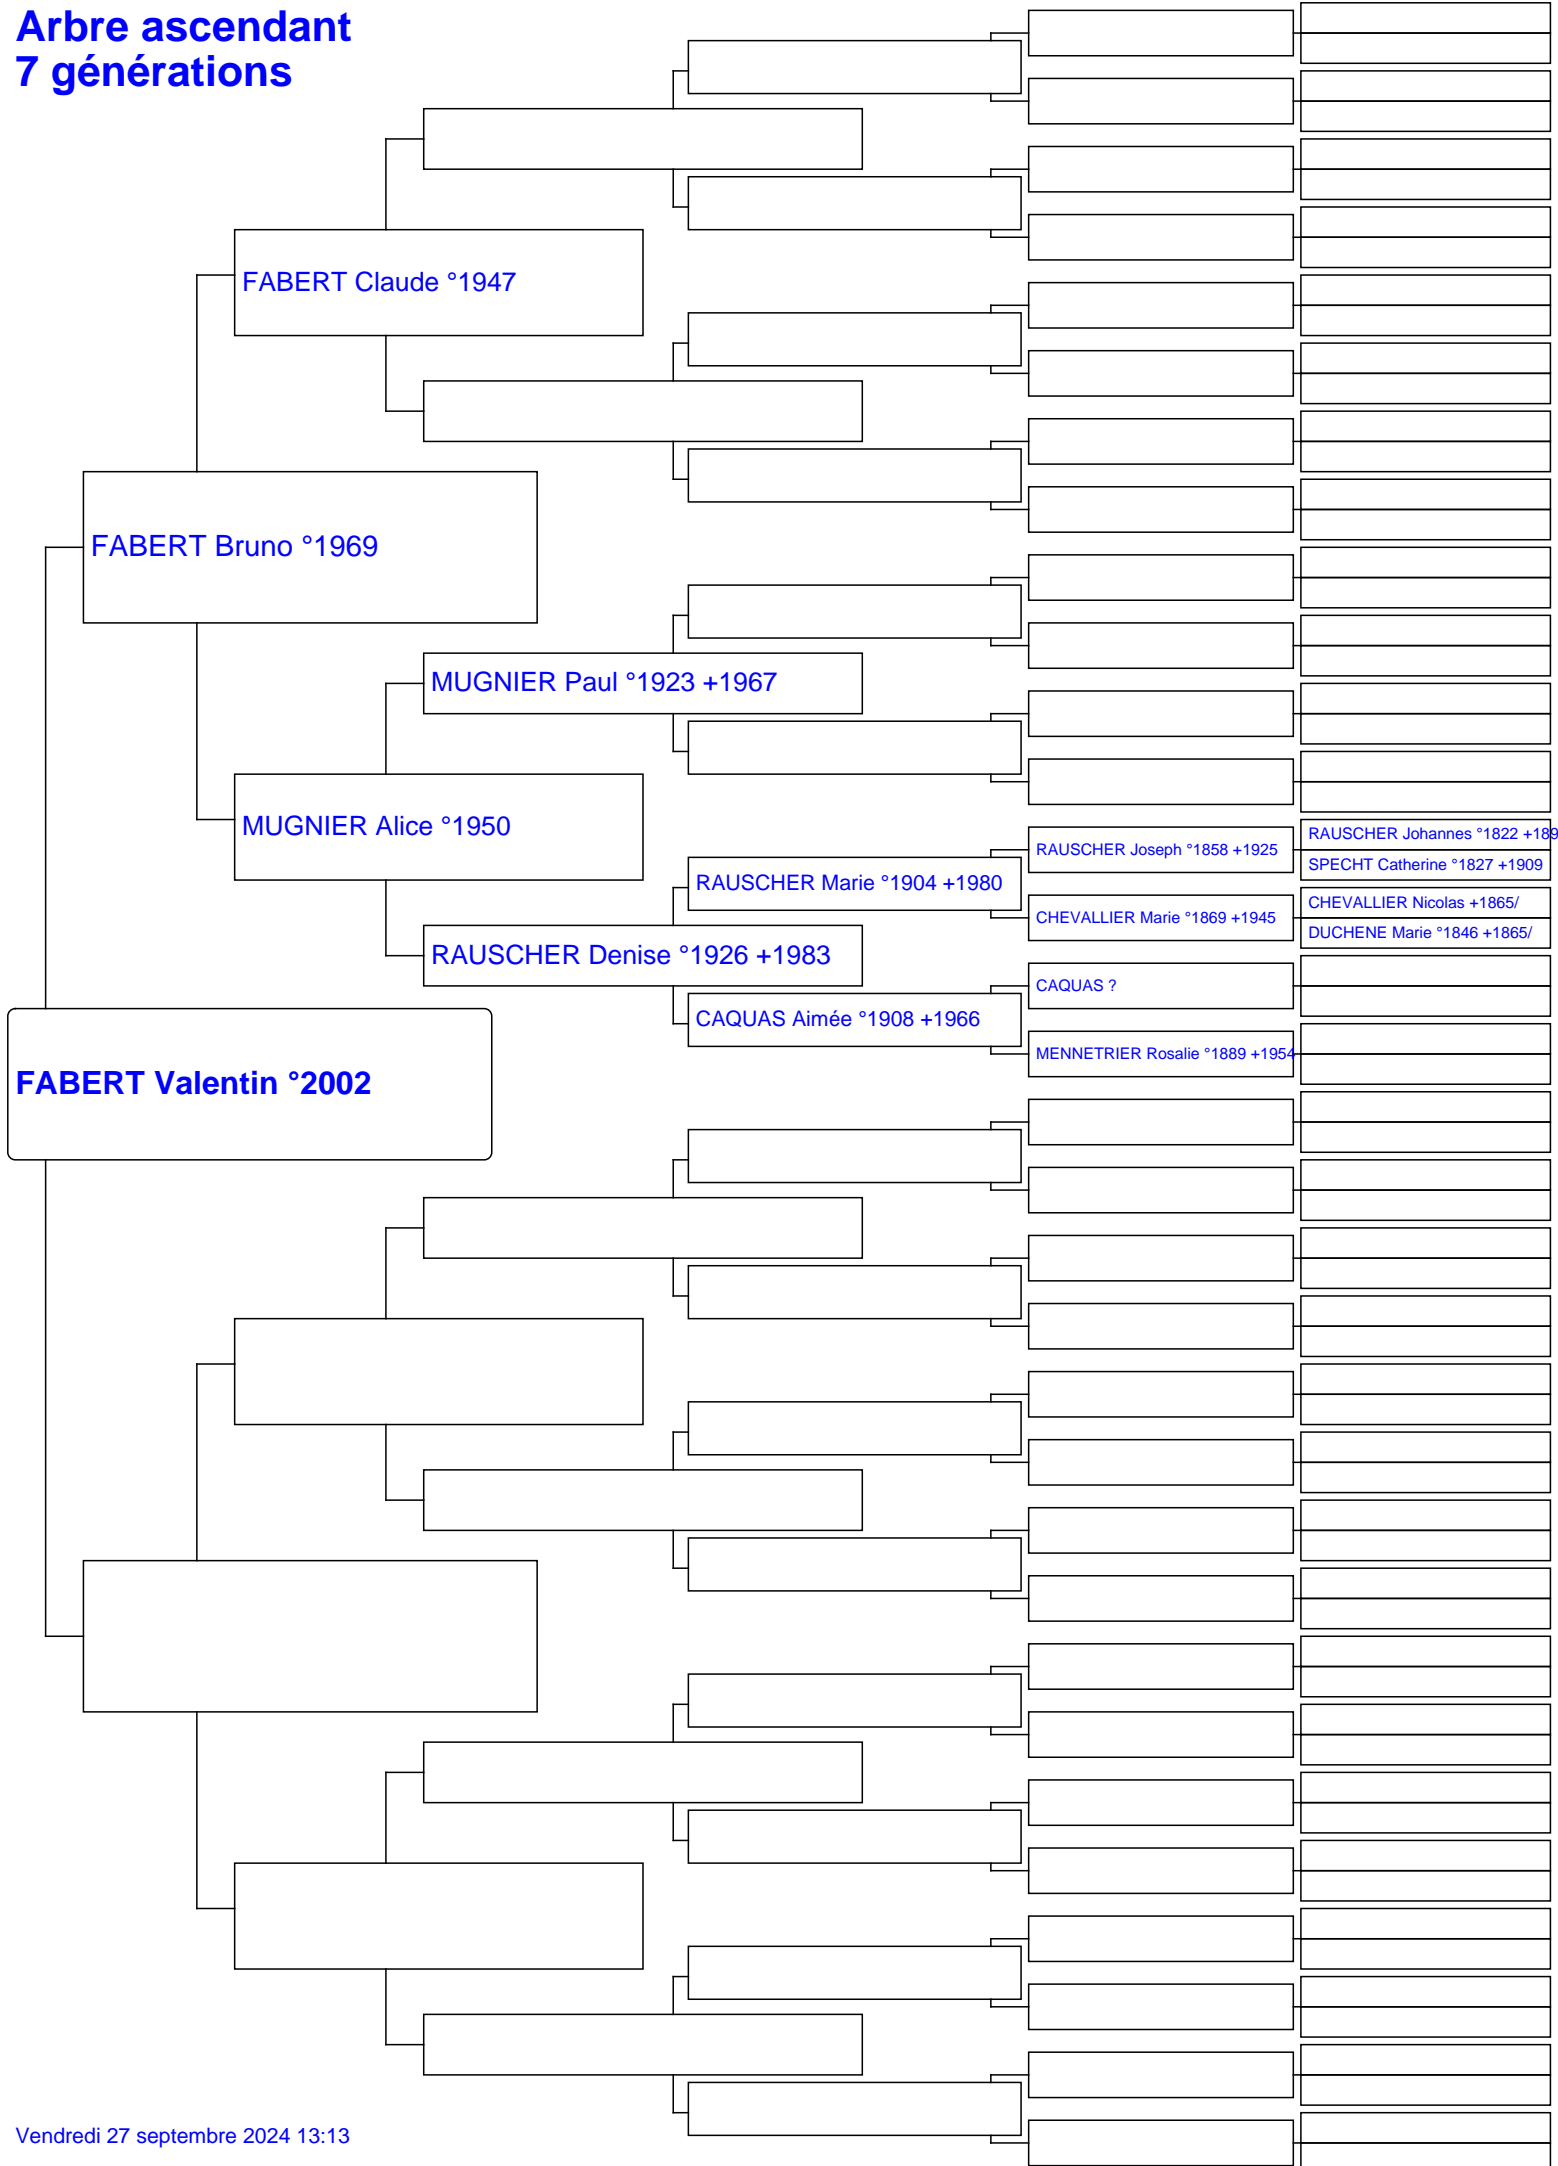 Arbre ascendant
7 générations
FABERT Claude °1947
FABERT Bruno °1969
MUGNIER Paul °1923 +1967
MUGNIER Alice °1950
RAUSCHER Joseph °1858 +1925
RAUSCHER Johannes °1822 +189
SPECHT Catherine °1827 +1909
RAUSCHER Marie °1904 +1980
CHEVALLIER Marie °1869 +1945
CHEVALLIER Nicolas +1865/
DUCHENE Marie °1846 +1865/
RAUSCHER Denise °1926 +1983
CAQUAS ?
CAQUAS Aimée °1908 +1966
MENNETRIER Rosalie °1889 +1954
FABERT Valentin °2002
Vendredi 27 septembre 2024 13:13